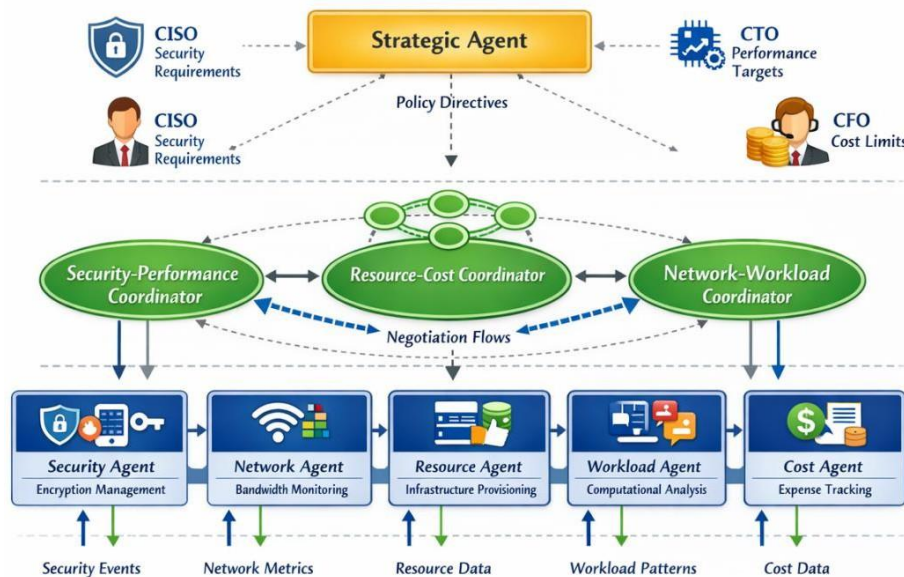 CISO
Security
Requirements
Strategic Agent
CTO
Performance
Targets
CISO
Security
Requirements
Policy Directives
CFO
Cost Limits
Security-Performance
Coordinator
Resource-Cost Coordinator
Network-Workload
Coordinator
Negotiation Flows
Security Agent
Encryption Management
Network Agent
Bandwidth Monitoring
Resource Agent
Infrastructure Provisioning
Workload Agent
Computational Analysis
Cost Agent
Expense Tracking
Security Events
Network Metrics
Resource Data
Workload Patterns
Cost Data